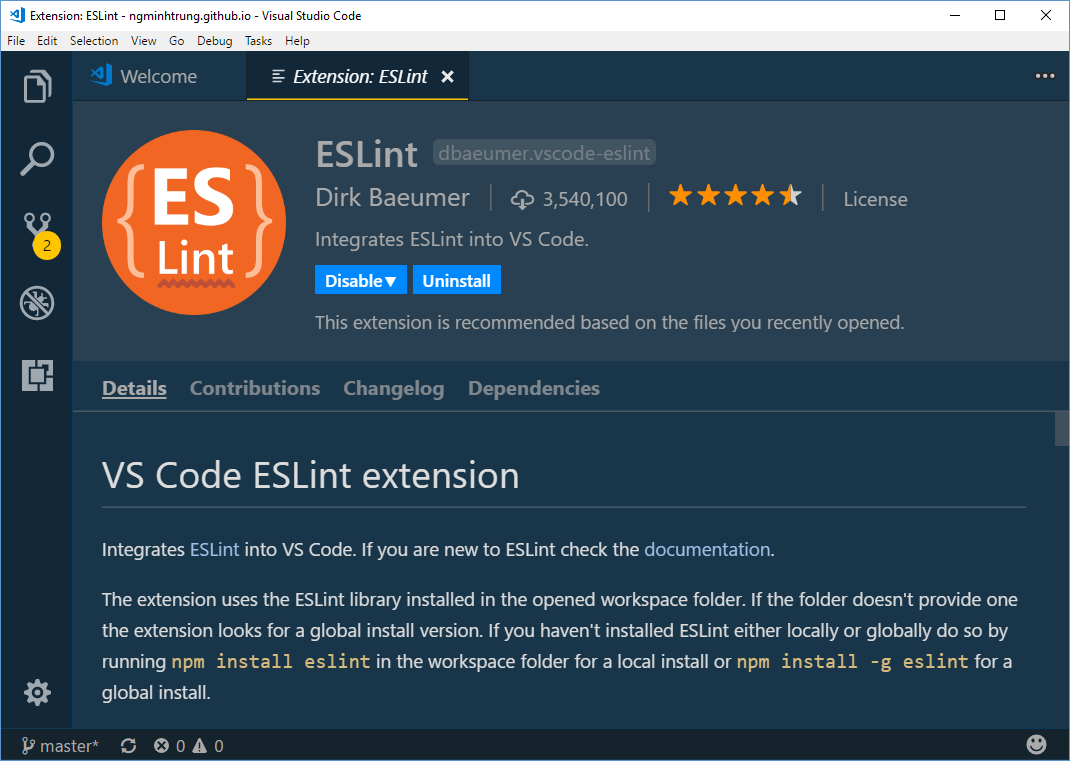 Extension: ESLint - ngminhtrung.github.io - Visual Studio Code
File Edit Selection View Go Debug Tasks Help
Welcome Extension: ESLint
ES
Lint
ESLint dbaeumer.vscode-eslint
Dirk Baeumer 3,540,100 License
Integrates ESLint into VS Code.
Disable▼ Uninstall
This extension is recommended based on the files you recently opened.
2
Details Contributions Changelog Dependencies
VS Code ESLint extension
Integrates ESLint into VS Code. If you are new to ESLint check the documentation.
The extension uses the ESLint library installed in the opened workspace folder. If the folder doesn't provide one
the extension looks for a global install version. If you haven't installed ESLint either locally or globally do so by
running npm install eslint in the workspace folder for a local install or npm install -g eslint for a
global install.
master* 0 0